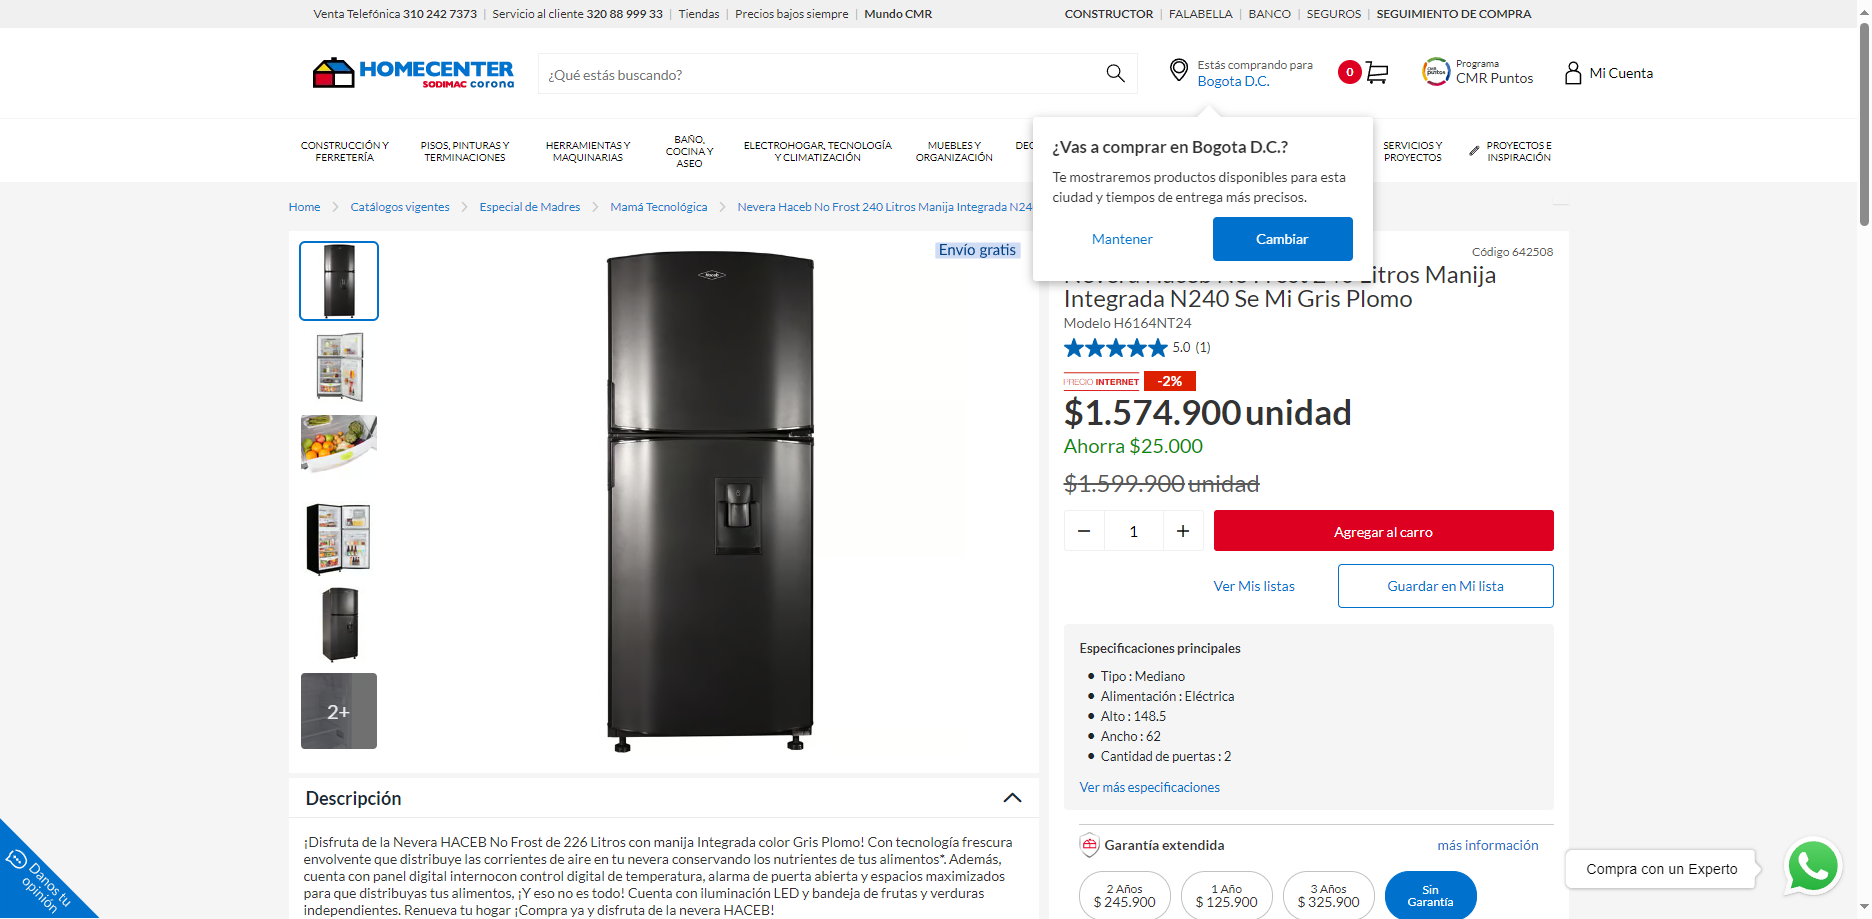 Venta Telefónica 310 242 7373 | Servicio al cliente 320 88 999 33 | Tiendas | Precios bajos siempre | Mundo CMR
CONSTRUCTOR | FALABELLA | BANCO | SEGUROS | SEGUIMIENTO DE COMPRA
HOMECENTER
SODIMAC corona
¿Qué estás buscando?
Estás comprando para
Bogota D.C.
0
Programa
CMR Puntos
Mi Cuenta
CONSTRUCCIÓN Y
FERRETERÍA
PISOS, PINTURAS Y
TERMINACIONES
HERRAMIENTAS Y
MAQUINARIAS
BAÑO,
COCINA Y
ASEO
ELECTROHOGAR, TECNOLOGÍA
Y CLIMATIZACIÓN
MUEBLES Y
ORGANIZACIÓN
SERVICIOS Y
PROYECTOS
PROYECTOS E
INSPIRACIÓN
¿Vas a comprar en Bogota D.C.?
Te mostraremos productos disponibles para esta
ciudad y tiempos de entrega más precisos.
Mantener
Cambiar
Home
Catálogos vigentes
Especial de Madres
Mamá Tecnológica
Nevera Haceb No Frost 240 Litros Manija Integrada N24
Envío gratis
Haceb
2+
Código 642508
Nevera Haceb No Frost 240 Litros Manija
Integrada N240 Se Mi Gris Plomo
Modelo H6164NT24
5.0 (1)
PRECIO INTERNET -2%
$1.574.900 unidad
Ahorra $25.000
$1.599.900 unidad
− 1 +
Agregar al carro
Ver Mis listas
Guardar en Mi lista
Especificaciones principales
Tipo : Mediano
Alimentación : Eléctrica
Alto : 148.5
Ancho : 62
Cantidad de puertas : 2
Ver más especificaciones
Garantía extendida
más información
2 Años
$ 245.900
1 Año
$ 125.900
3 Años
$ 325.900
Sin
Garantía
Descripción
¡Disfruta de la Nevera HACEB No Frost de 226 Litros con manija Integrada color Gris Plomo! Con tecnología frescura
envolvente que distribuye las corrientes de aire en tu nevera conservando los nutrientes de tus alimentos*. Además,
cuenta con panel digital internocon control digital de temperatura, alarma de puerta abierta y espacios maximizados
para que distribuyas tus alimentos, ¡Y eso no es todo! Cuenta con iluminación LED y bandeja de frutas y verduras
independientes. Renueva tu hogar ¡Compra ya y disfruta de la nevera HACEB!
Danos tu
opinión
Compra con un Experto